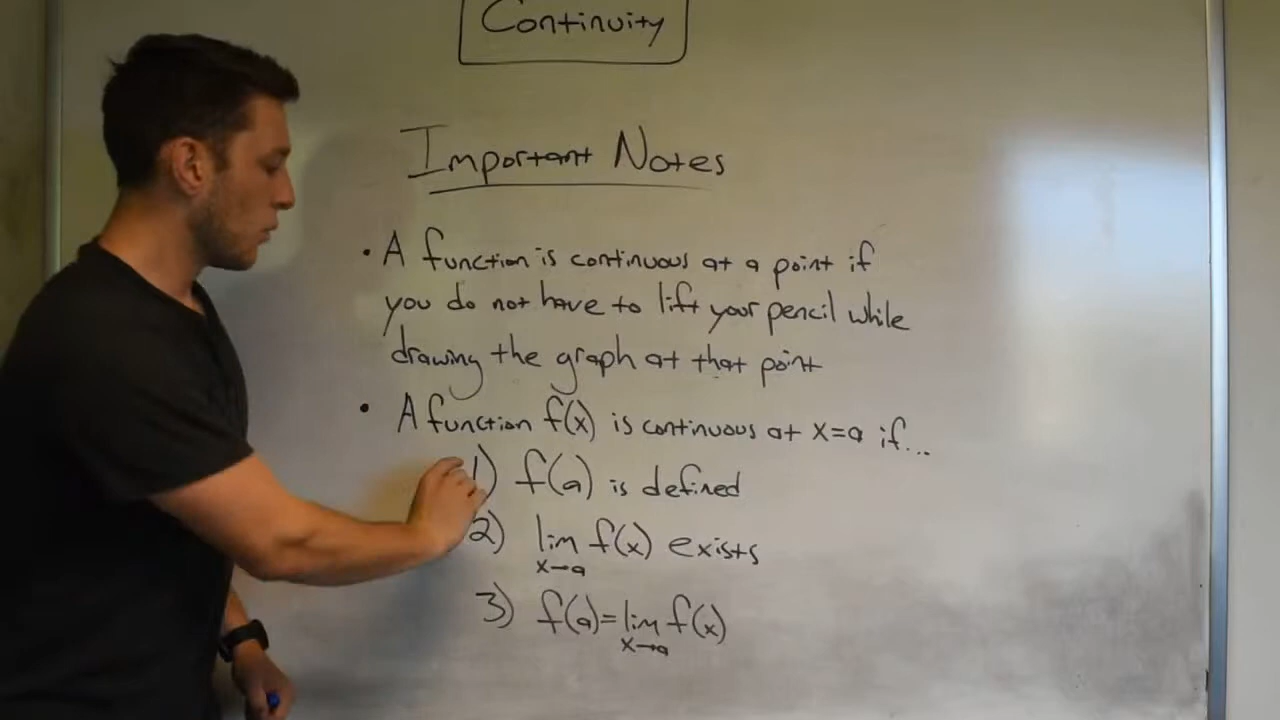 Continuity
Important Notes
• A function is continuous at a point if
you do not have to lift your pencil while
drawing the graph at that point
• A function f(x) is continuous at x=a if...
1) f(a) is defined
2) lim f(x) exists
x→a
3) f(a)=lim f(x)
x→a